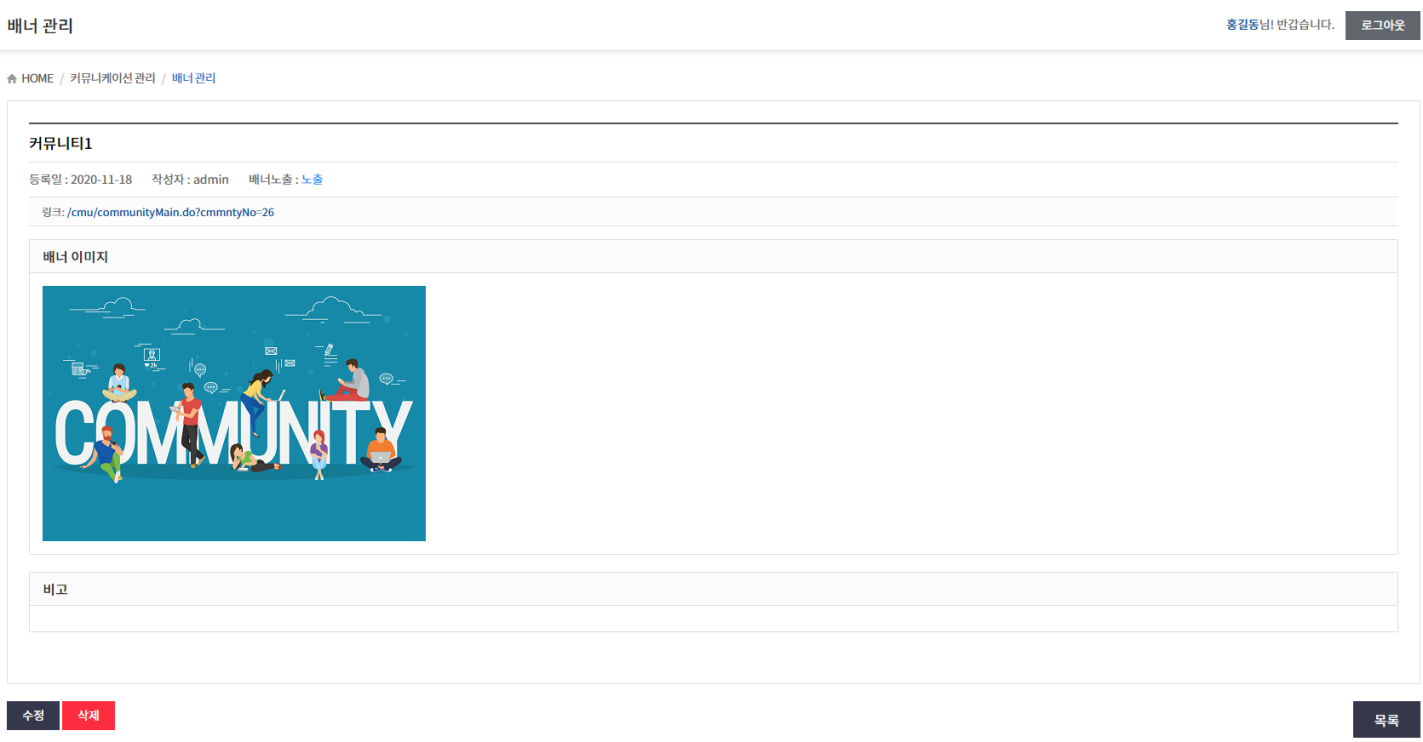 배너 관리
홍길동님! 반갑습니다. 로그아웃
HOME / 커뮤니케이션 관리 / 배너 관리
커뮤니티1
등록일 : 2020-11-18 작성자 : admin 배너노출 : 노출
링크: /cmu/communityMain.do?cmmntyNo=26
배너 이미지
COMMUNITY
비고
수정 삭제 목록